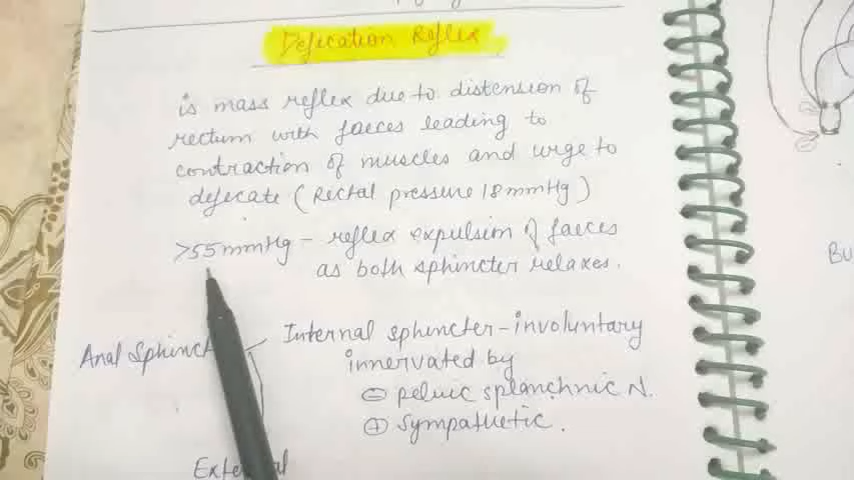 Defecation Reflex
is mass reflex due to distension of
rectum with faeces leading to
contraction of muscles and urge to
defecate (Rectal pressure 18mmHg)
>55mmHg - reflex expulsion of faeces
as both sphincter relaxes.
Internal sphincter-involuntary
Anal Sphinct
innervated by
⊖ pelvic splanchnic N.
⊕ sympathetic.
Bu